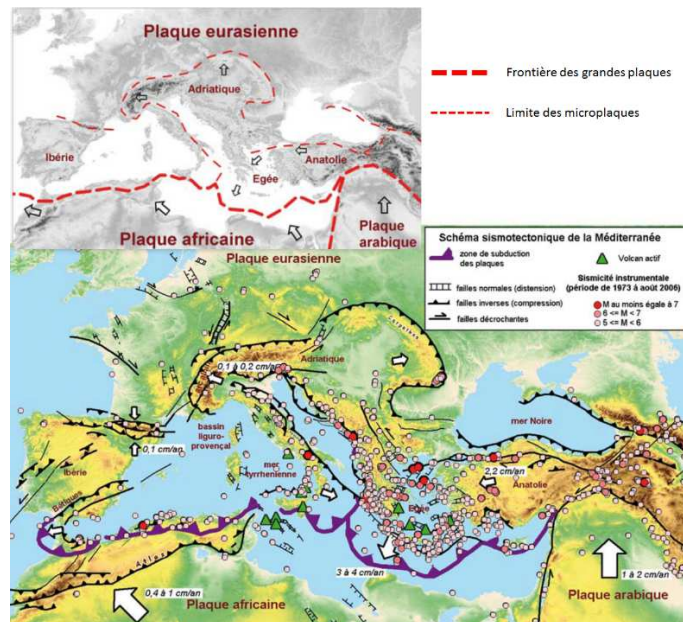 Plaque eurasienne
Adriatique
Ibérie
Anatolie
Egée
Plaque africaine
Plaque
arabique
Frontière des grandes plaques
Limite des microplaques
Schéma sismotectonique de la Méditerranée
zone de subduction
des plaques
failles normales (distension)
failles inverses (compression)
failles décrochantes
Volcan actif
Sismicité instrumentale
(période de 1973 à août 2006)
M au moins égale à 7
6 <= M < 7
5 <= M < 6
Plaque eurasienne
Carpates
Adriatique
0,1 à 0,2 cm/an
mer Noire
bassin
liguro-
provençal
0,1 cm/an
Ibérie
mer
tyrrhénienne
2,2 cm/an
Anatolie
Bétiques
Egée
Atlas
3 à 4 cm/an
0,4 à 1 cm/an
1 à 2 cm/an
Plaque africaine
Plaque arabique